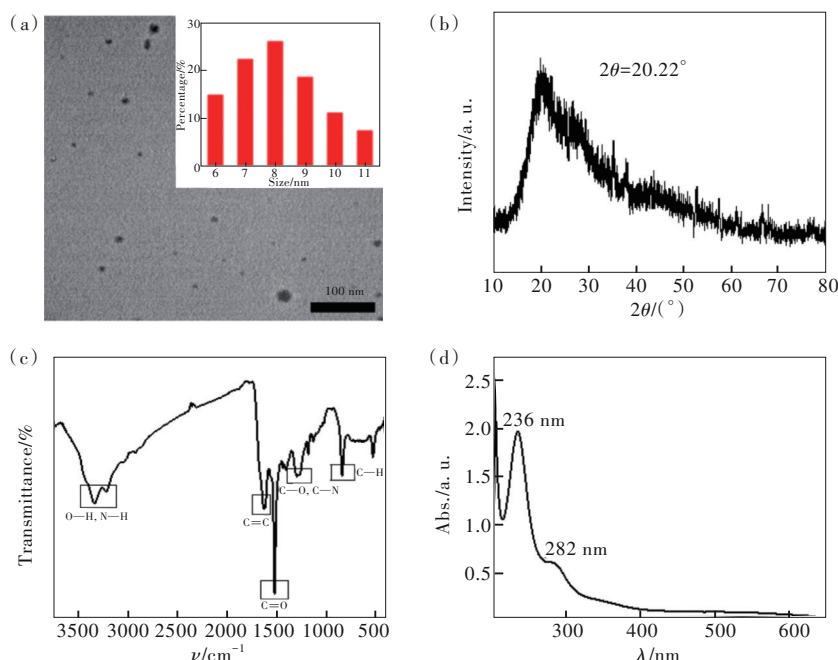 (a)
30
20
10
0
Percentage/%
6 7 8 9 10 11
Size/nm
100 nm
(b)
2θ=20.22°
Intensity/a. u.
10 20 30 40 50 60 70 80
2θ/(°)
(c)
Transmittance/%
O—H, N—H
C=C
C=O
C—O, C—N
C—H
3500 3000 2500 2000 1500 1000 500
ν/cm⁻¹
(d)
2.5
2.0
1.5
1.0
0.5
Abs./a. u.
236 nm
282 nm
300 400 500 600
λ/nm